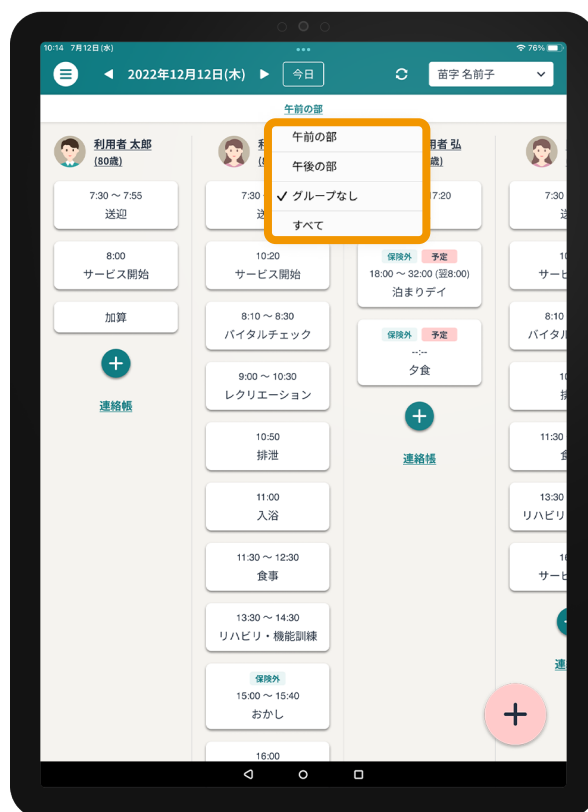 10:14 7月12日(水)
76%
2022年12月12日(木)
今日
苗字 名前子
午前の部
午前の部
午後の部
グループなし
すべて
利用者 太郎
(80歳)
7:30 ～ 7:55
送迎
8:00
サービス開始
加算
連絡帳
7:30
10:20
サービス開始
8:10 ～ 8:30
バイタルチェック
9:00 ～ 10:30
レクリエーション
10:50
排泄
11:00
入浴
11:30 ～ 12:30
食事
13:30 ～ 14:30
リハビリ・機能訓練
保険外
15:00 ～ 15:40
おかし
16:00
用者 弘
歳)
17:20
保険外 予定
18:00 ～ 32:00 (翌8:00)
泊まりデイ
保険外 予定
--:--
夕食
連絡帳
7:30
サー
8:10
バイタル
11:30
13:30
リハビリ
サー